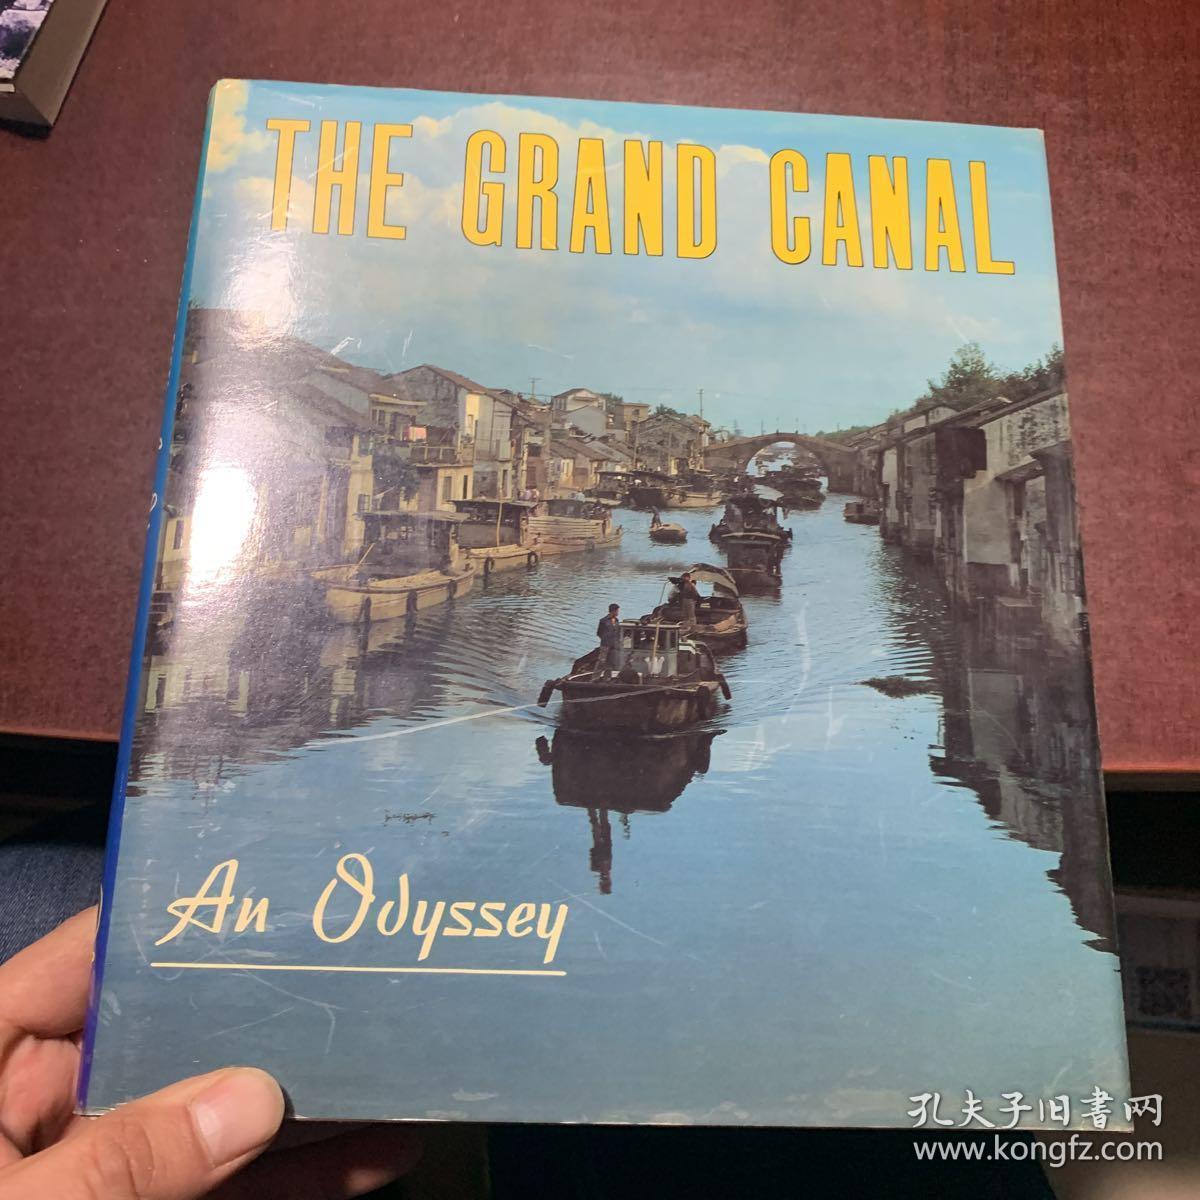 THE GRAND CANAL
An Odyssey
孔夫子旧書网
www.kongfz.com